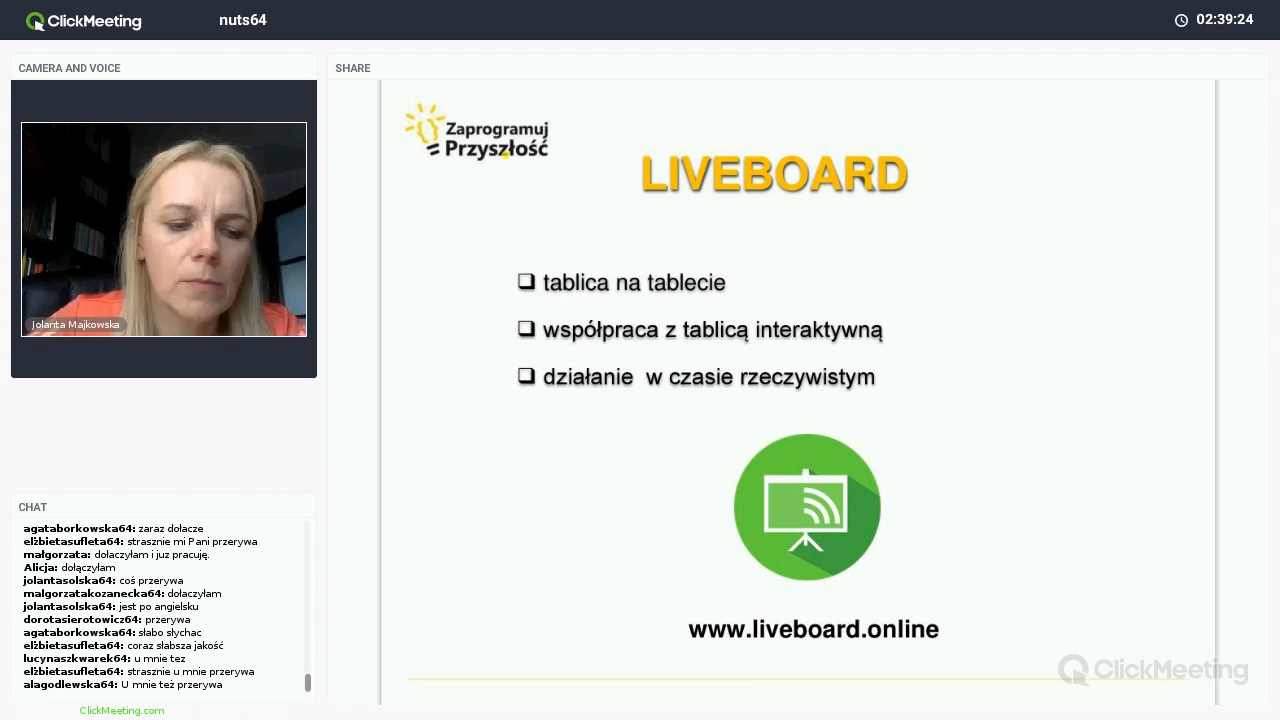 ClickMeeting
nuts64
02:39:24
CAMERA AND VOICE
SHARE
Jolanta Majkowska
Zaprogramuj
Przyszłość
LIVEBOARD
tablica na tablecie
współpraca z tablicą interaktywną
działanie w czasie rzeczywistym
www.liveboard.online
ClickMeeting
CHAT
agataborkowska64: zaraz dołacze
elżbietasufleta64: strasznie mi Pani przerywa
małgorzata: dołaczyłam i juz pracuję.
Alicja: dołączyłam
jolantasolska64: coś przerywa
malgorzatakozanecka64: dołaczyłam
jolantasolska64: jest po angielsku
dorotasierotowicz64: przerywa
agataborkowska64: słabo słychac
elżbietasufleta64: coraz słabsza jakość
lucynaszkwarek64: u mnie tez
elżbietasufleta64: strasznie u mnie przerywa
alagodlewska64: U mnie też przerywa
ClickMeeting.com